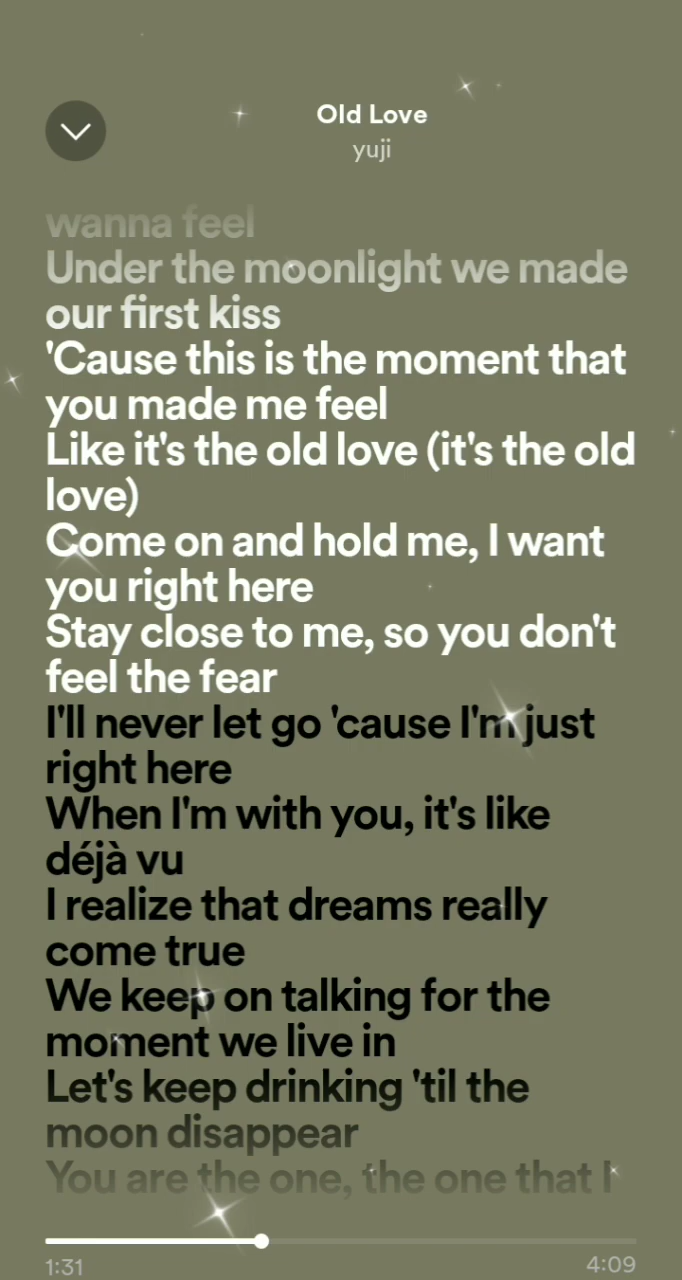 Old Love
yuji
wanna feel
Under the moonlight we made
our first kiss
'Cause this is the moment that
you made me feel
Like it's the old love (it's the old
love)
Come on and hold me, I want
you right here
Stay close to me, so you don't
feel the fear
I'll never let go 'cause I'm just
right here
When I'm with you, it's like
déjà vu
I realize that dreams really
come true
We keep on talking for the
moment we live in
Let's keep drinking 'til the
moon disappear
You are the one, the one that I
1:31
4:09